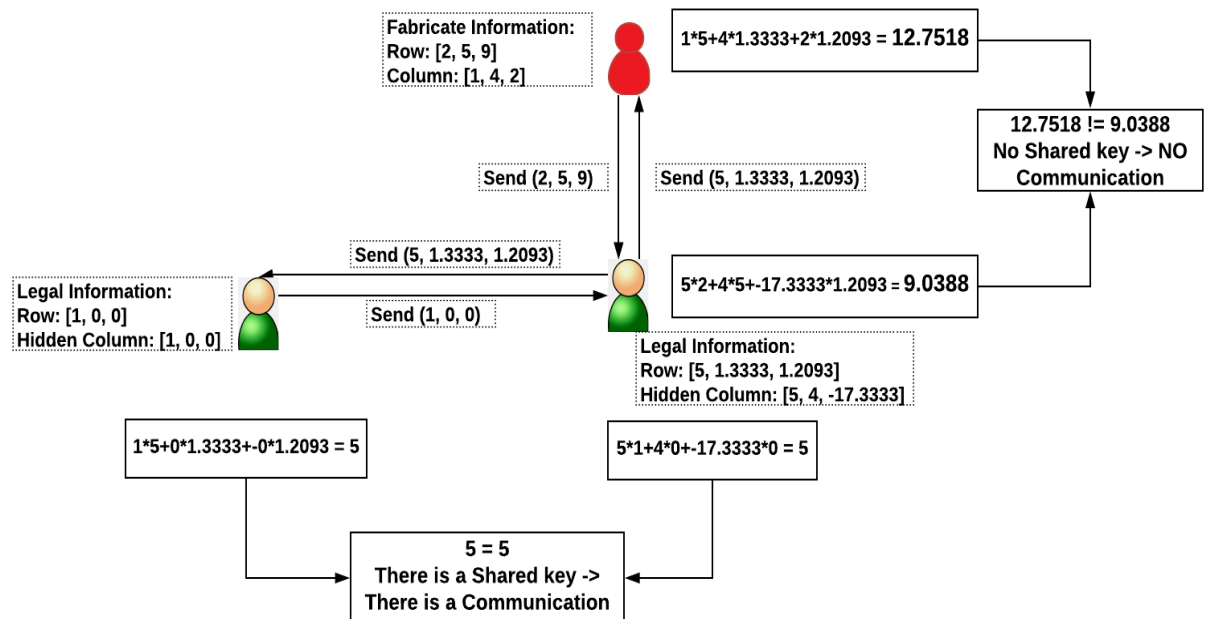 Fabricate Information:
Row: [2, 5, 9]
Column: [1, 4, 2]
1*5+4*1.3333+2*1.2093 = 12.7518
12.7518 != 9.0388
No Shared key -> NO
Communication
Send (2, 5, 9)
Send (5, 1.3333, 1.2093)
Send (5, 1.3333, 1.2093)
Send (1, 0, 0)
Legal Information:
Row: [1, 0, 0]
Hidden Column: [1, 0, 0]
5*2+4*5+-17.3333*1.2093 = 9.0388
Legal Information:
Row: [5, 1.3333, 1.2093]
Hidden Column: [5, 4, -17.3333]
1*5+0*1.3333+-0*1.2093 = 5
5*1+4*0+-17.3333*0 = 5
5 = 5
There is a Shared key ->
There is a Communication